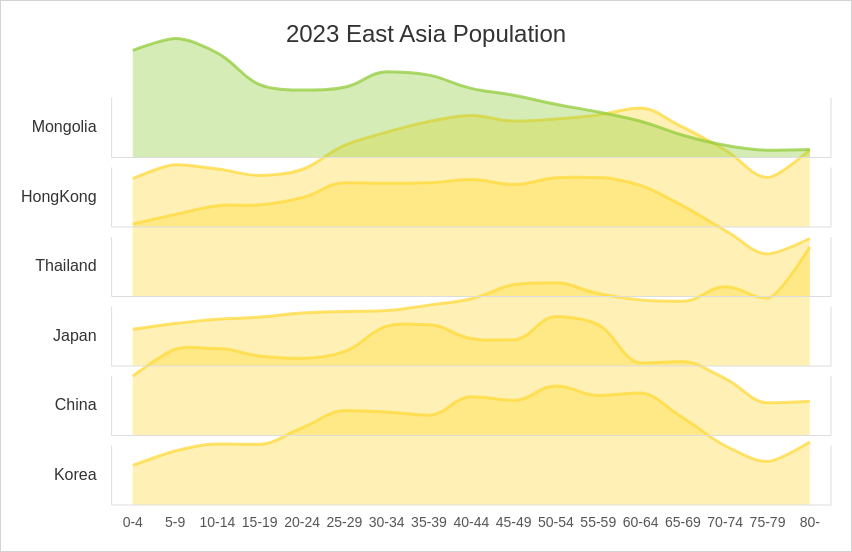 2023 East Asia Population
Mongolia
HongKong
Thailand
Japan
China
Korea
0-4 5-9 10-14 15-19 20-24 25-29 30-34 35-39 40-44 45-49 50-54 55-59 60-64 65-69 70-74 75-79 80-